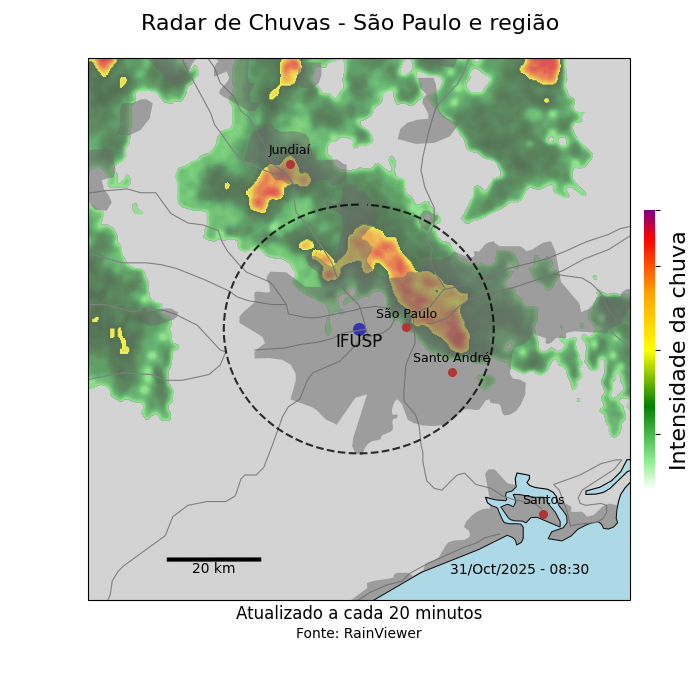 Radar de Chuvas - São Paulo e região
Jundiaí
São Paulo
IFUSP
Santo André
Santos
20 km
31/Oct/2025 - 08:30
Intensidade da chuva
Atualizado a cada 20 minutos
Fonte: RainViewer